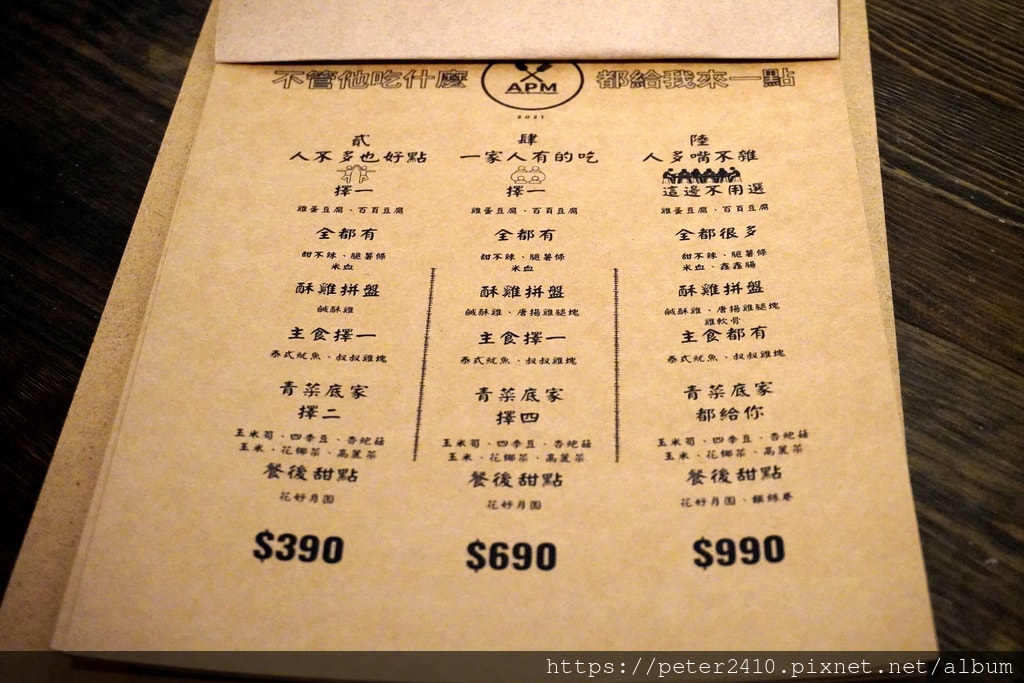 不管他吃什麼
APM
2021
都給我來一點
貳
人不多也好點
擇一
雞蛋豆腐、百頁豆腐
全都有
甜不辣、脆薯條
米血
酥雞拼盤
鹹酥雞
主食擇一
泰式魷魚、叔叔雞塊
青菜底家
擇二
玉米筍、四季豆、杏鮑菇
玉米、花椰菜、高麗菜
餐後甜點
花好月圓
$390
肆
一家人有的吃
擇一
雞蛋豆腐、百頁豆腐
全都有
甜不辣、脆薯條
米血
酥雞拼盤
鹹酥雞、唐揚雞腿塊
主食擇一
泰式魷魚、叔叔雞塊
青菜底家
擇四
玉米筍、四季豆、杏鮑菇
玉米、花椰菜、高麗菜
餐後甜點
花好月圓
$690
陸
人多嘴不雜
這邊不用選
雞蛋豆腐、百頁豆腐
全都很多
甜不辣、脆薯條
米血、鑫鑫腸
酥雞拼盤
鹹酥雞、唐揚雞腿塊
雞軟骨
主食都有
泰式魷魚、叔叔雞塊
青菜底家
都給你
玉米筍、四季豆、杏鮑菇
玉米、花椰菜、高麗菜
餐後甜點
花好月圓、銀絲卷
$990
https://peter2410.pixnet.net/album